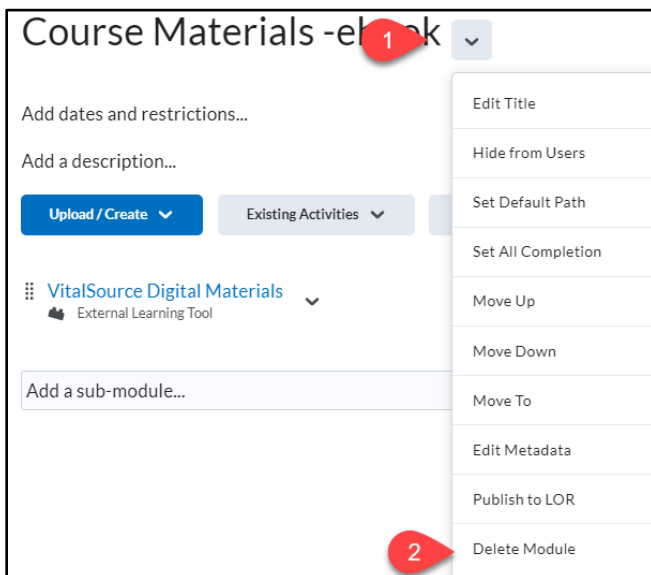 Course Materials -ebook
1
Add dates and restrictions...
Add a description...
Upload / Create
Existing Activities
VitalSource Digital Materials
External Learning Tool
Add a sub-module...
Edit Title
Hide from Users
Set Default Path
Set All Completion
Move Up
Move Down
Move To
Edit Metadata
Publish to LOR
2
Delete Module